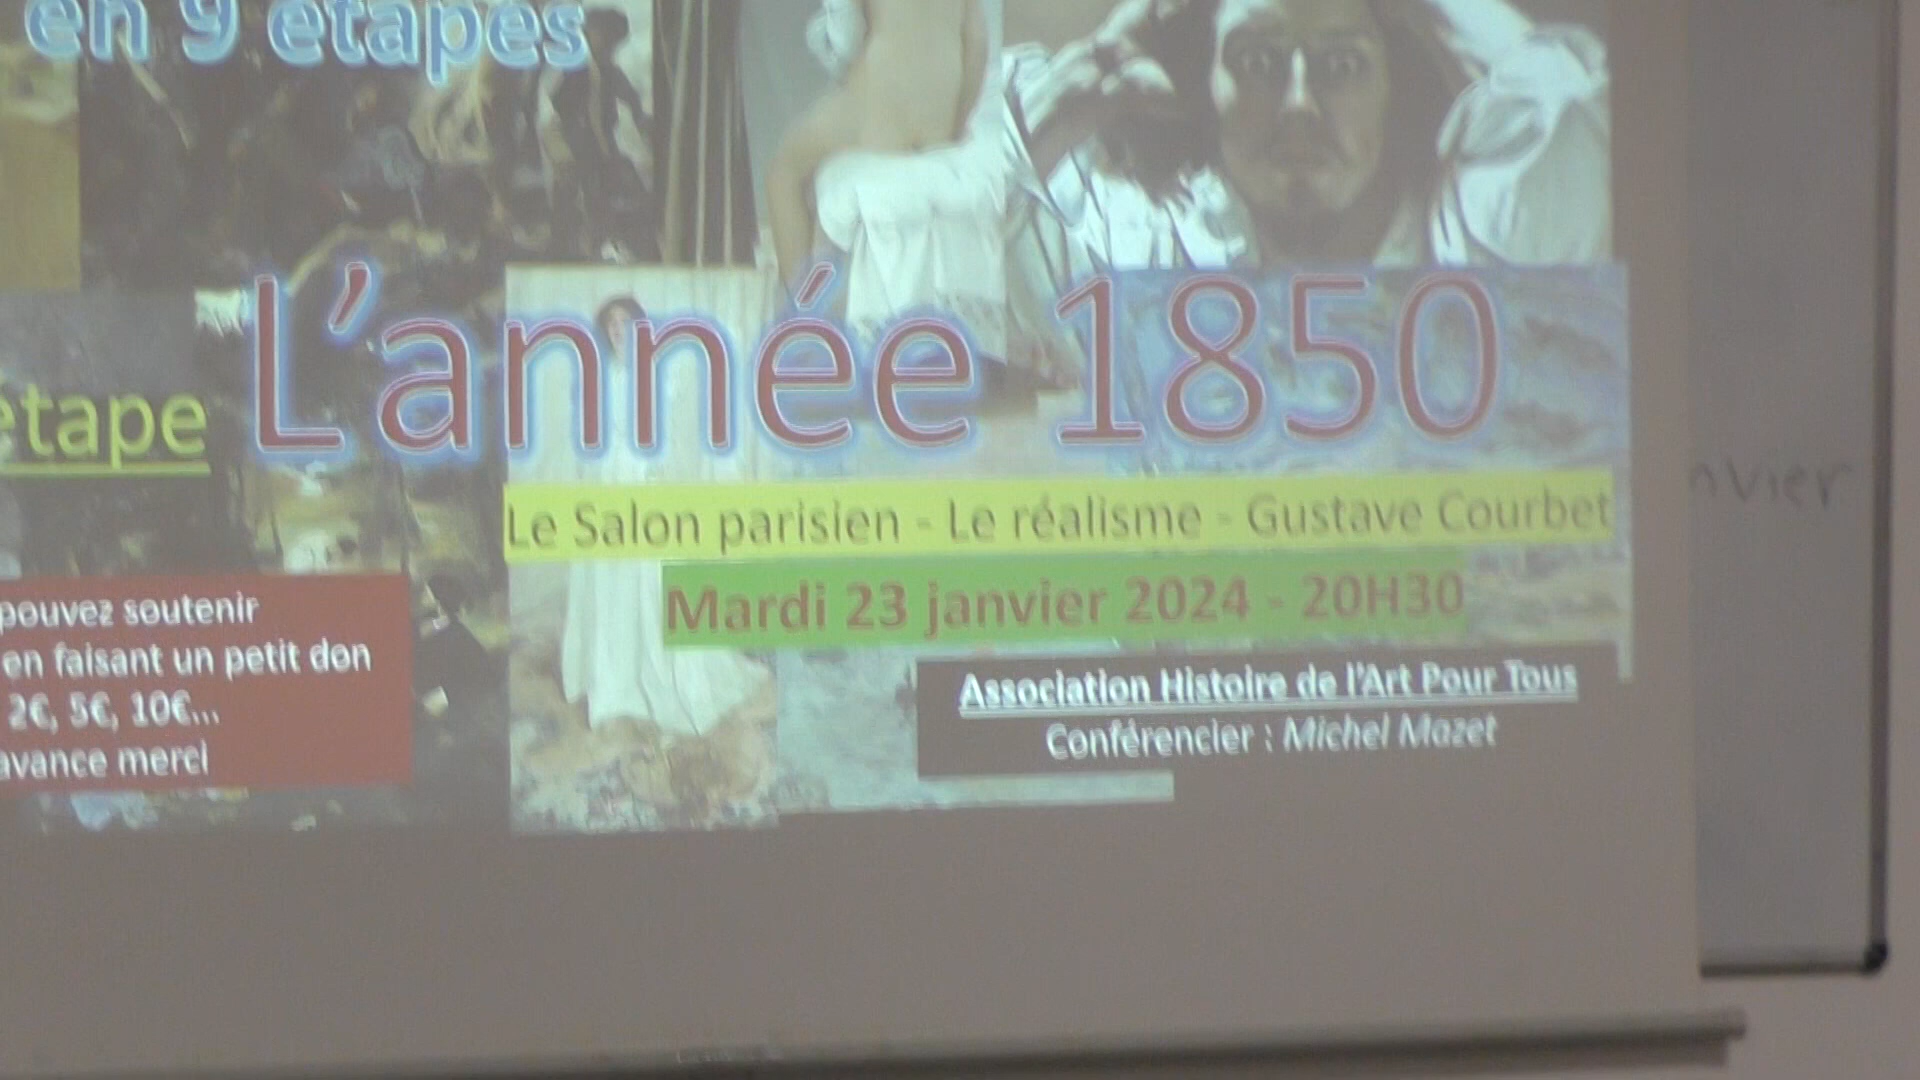 en 9 étapes
étape
L'année 1850
Le Salon parisien - Le réalisme - Gustave Courbet
Mardi 23 janvier 2024 - 20H30
pouvez soutenir
en faisant un petit don
2€, 5€, 10€...
avance merci
Association Histoire de l'Art Pour Tous
Conférencier : Michel Mazet
nvier